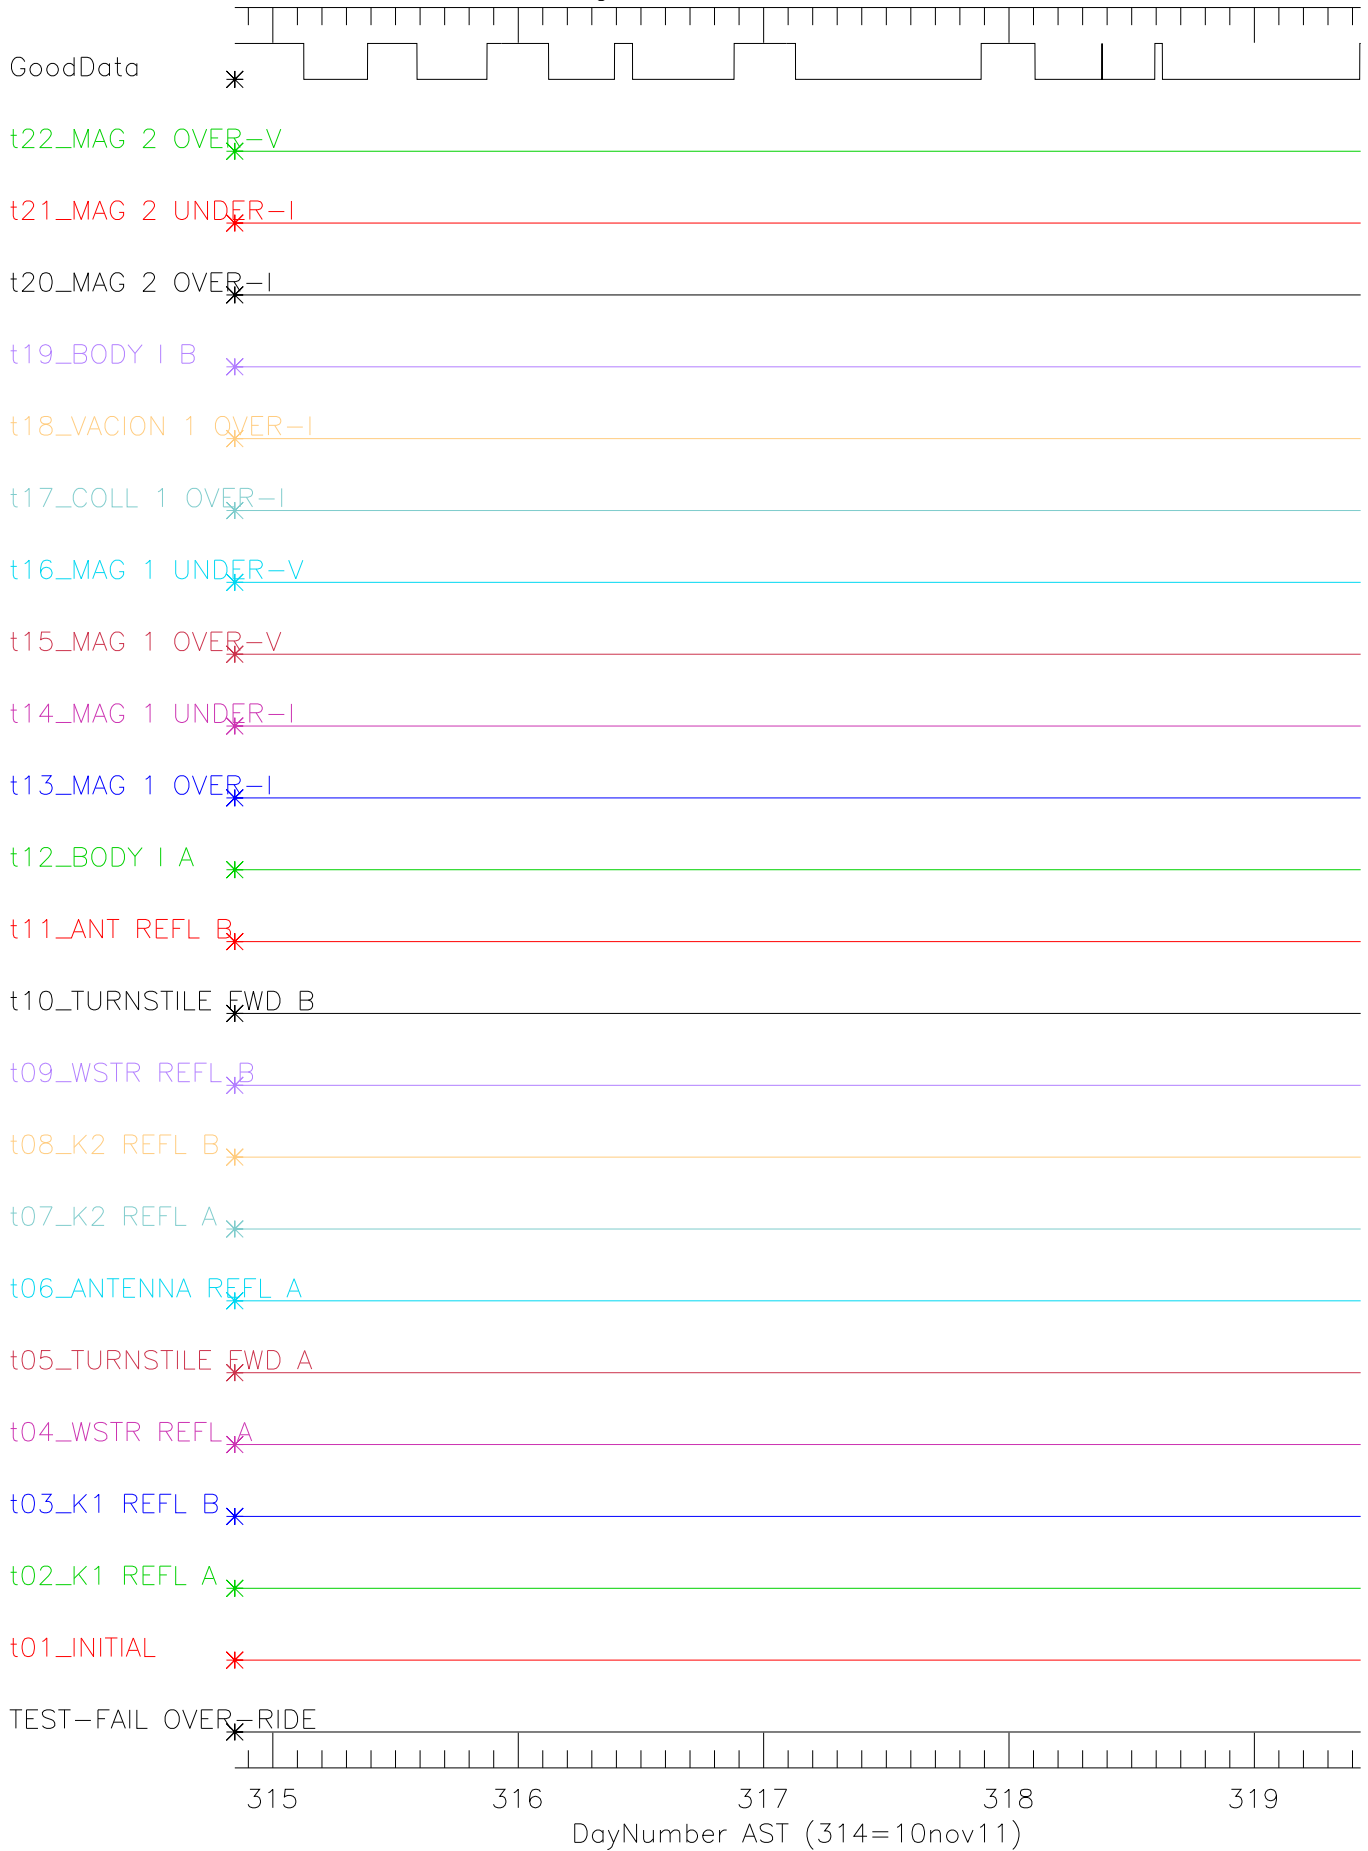 GoodData
t22_MAG 2 OVER-V
t21_MAG 2 UNDER-I
t20_MAG 2 OVER-I
t19_BODY I B
t18_VACION 1 OVER-I
t17_COLL 1 OVER-I
t16_MAG 1 UNDER-V
t15_MAG 1 OVER-V
t14_MAG 1 UNDER-I
t13_MAG 1 OVER-I
t12_BODY I A
t11_ANT REFL B
t10_TURNSTILE FWD B
t09_WSTR REFL B
t08_K2 REFL B
t07_K2 REFL A
t06_ANTENNA REFL A
t05_TURNSTILE FWD A
t04_WSTR REFL A
t03_K1 REFL B
t02_K1 REFL A
t01_INITIAL
TEST-FAIL OVER-RIDE
315 316 317 318 319
DayNumber AST (314=10nov11)